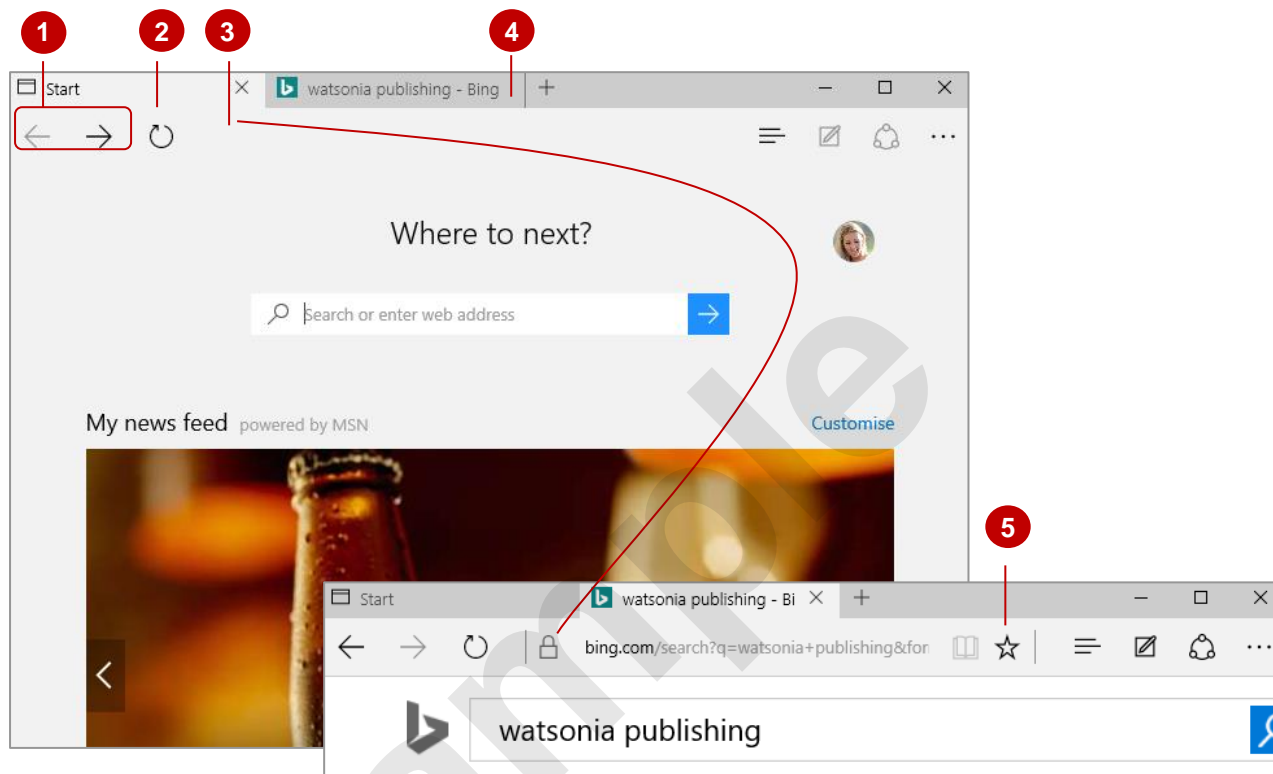 1 2 3 4
Start watsonia publishing - Bing
Where to next?
Search or enter web address
My news feed powered by MSN Customise
5
Start watsonia publishing - Bi
bing.com/search?q=watsonia+publishing&for
watsonia publishing
ample